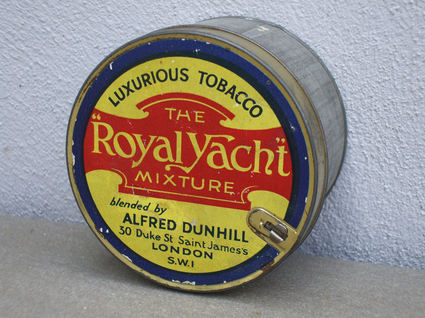 LUXURIOUS TOBACCO
THE
"Royal Yacht"
MIXTURE
blended by
ALFRED DUNHILL
30 Duke St Saint James's
LONDON
S.W.1